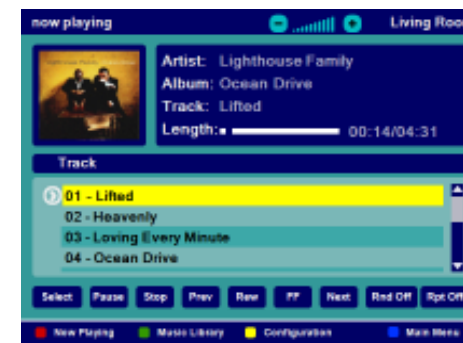 now playing Living Roo
Artist: Lighthouse Family
Album: Ocean Drive
Track: Lifted
Length: 00:14/04:31
Track
01 - Lifted
02 - Heavenly
03 - Loving Every Minute
04 - Ocean Drive
Select Pause Stop Prev Rew FF Next Rnd Off Rpt Off
Now Playing Music Library Configuration Main Menu